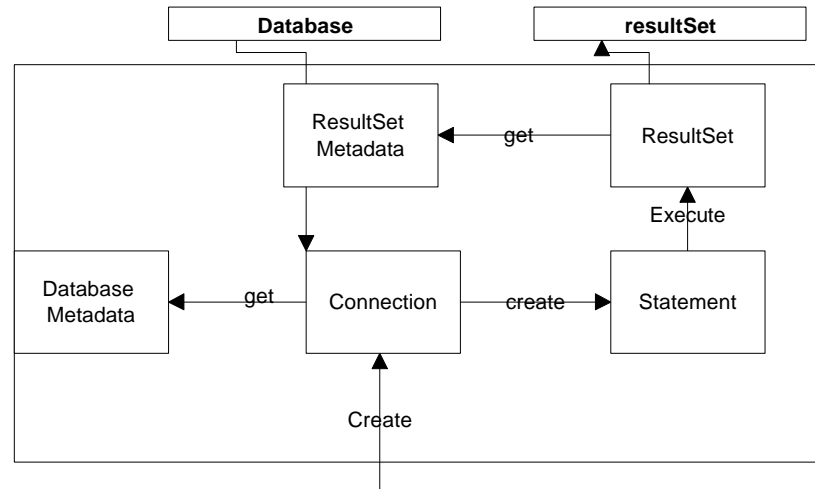 Database
resultSet
ResultSet
Metadata
get
ResultSet
Execute
Database
Metadata
get
Connection
create
Statement
Create